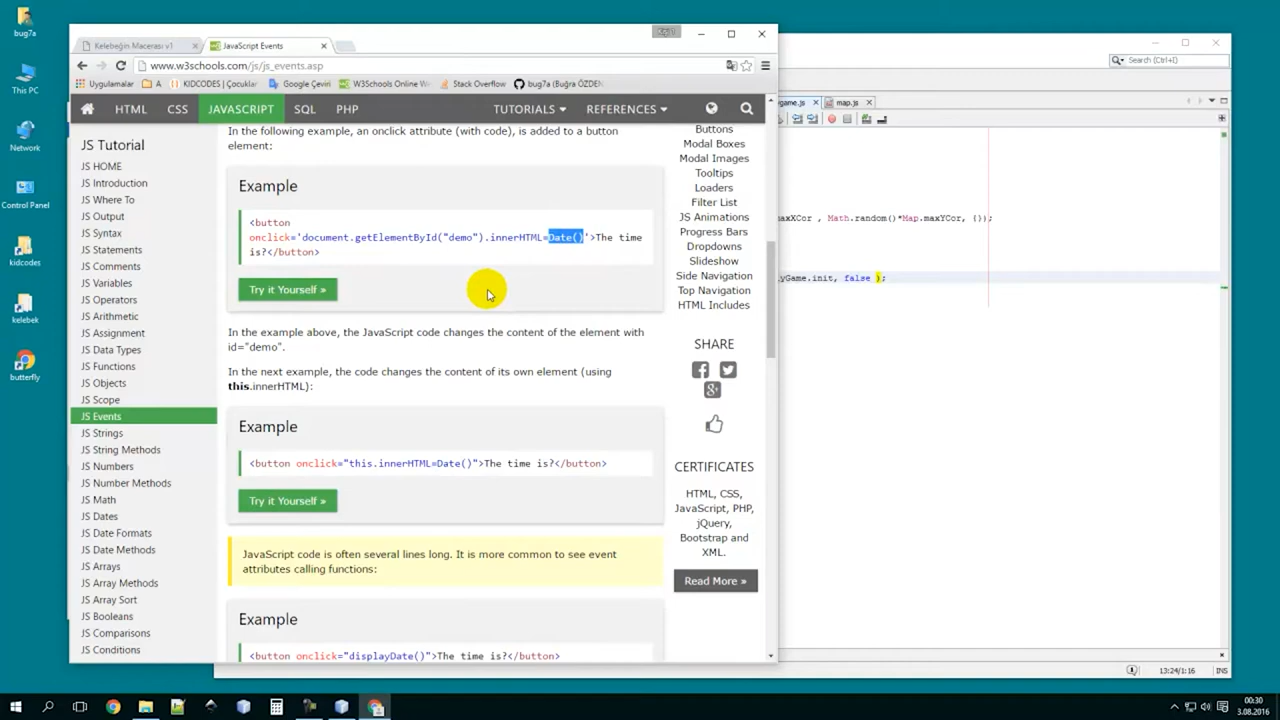 bug7a
This PC
Network
Control Panel
kidcodes
kelebek
butterfly
Kelebeğin Macerası v1
JavaScript Events
www.w3schools.com/js/js_events.asp
Uygulamalar
A
KIDCODES | Çocuklar
Google Çeviri
W3Schools Online We
Stack Overflow
bug7a (Buğra ÖZDEN
HTML
CSS
JAVASCRIPT
SQL
PHP
TUTORIALS
REFERENCES
JS Tutorial
JS HOME
JS Introduction
JS Where To
JS Output
JS Syntax
JS Statements
JS Comments
JS Variables
JS Operators
JS Arithmetic
JS Assignment
JS Data Types
JS Functions
JS Objects
JS Scope
JS Events
JS Strings
JS String Methods
JS Numbers
JS Number Methods
JS Math
JS Dates
JS Date Formats
JS Date Methods
JS Arrays
JS Array Methods
JS Array Sort
JS Booleans
JS Comparisons
JS Conditions
In the following example, an onclick attribute (with code), is added to a button
element:
Example
<button
onclick='document.getElementById("demo").innerHTML=Date()'>The time
is?</button>
Try it Yourself »
In the example above, the JavaScript code changes the content of the element with
id="demo".
In the next example, the code changes the content of its own element (using
this.innerHTML):
Example
<button onclick="this.innerHTML=Date()">The time is?</button>
Try it Yourself »
JavaScript code is often several lines long. It is more common to see event
attributes calling functions:
Example
<button onclick="displayDate()">The time is?</button>
Buttons
Modal Boxes
Modal Images
Tooltips
Loaders
Filter List
JS Animations
Progress Bars
Dropdowns
Slideshow
Side Navigation
Top Navigation
HTML Includes
SHARE
CERTIFICATES
HTML, CSS,
JavaScript, PHP,
jQuery,
Bootstrap and
XML.
Read More »
Search (Ctrl+I)
game.js
map.js
maxXCor , Math.random()*Map.maxYCor, {});
yGame.init, false );
13:24/1:16
INS
00:30
3.08.2016